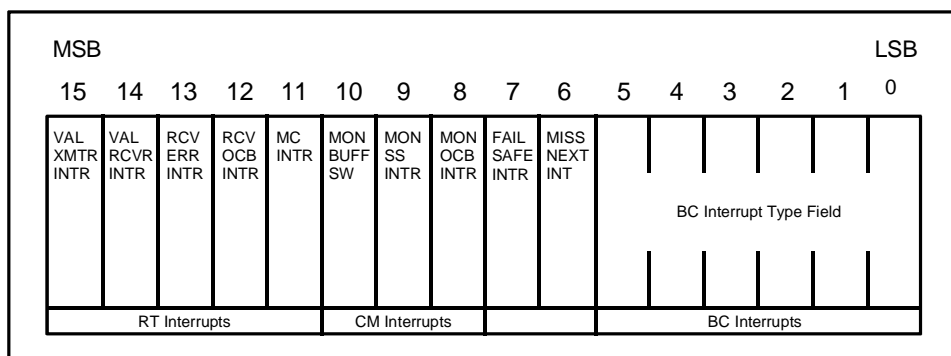 MSB LSB
15 14 13 12 11 10 9 8 7 6 5 4 3 2 1 0
VAL VAL RCV RCV MC MON MON MON FAIL MISS
XMTR RCVR ERR OCB INTR BUFF SS OCB SAFE NEXT
INTR INTR INTR INTR SW INTR INTR INTR INT
BC Interrupt Type Field
RT Interrupts CM Interrupts BC Interrupts